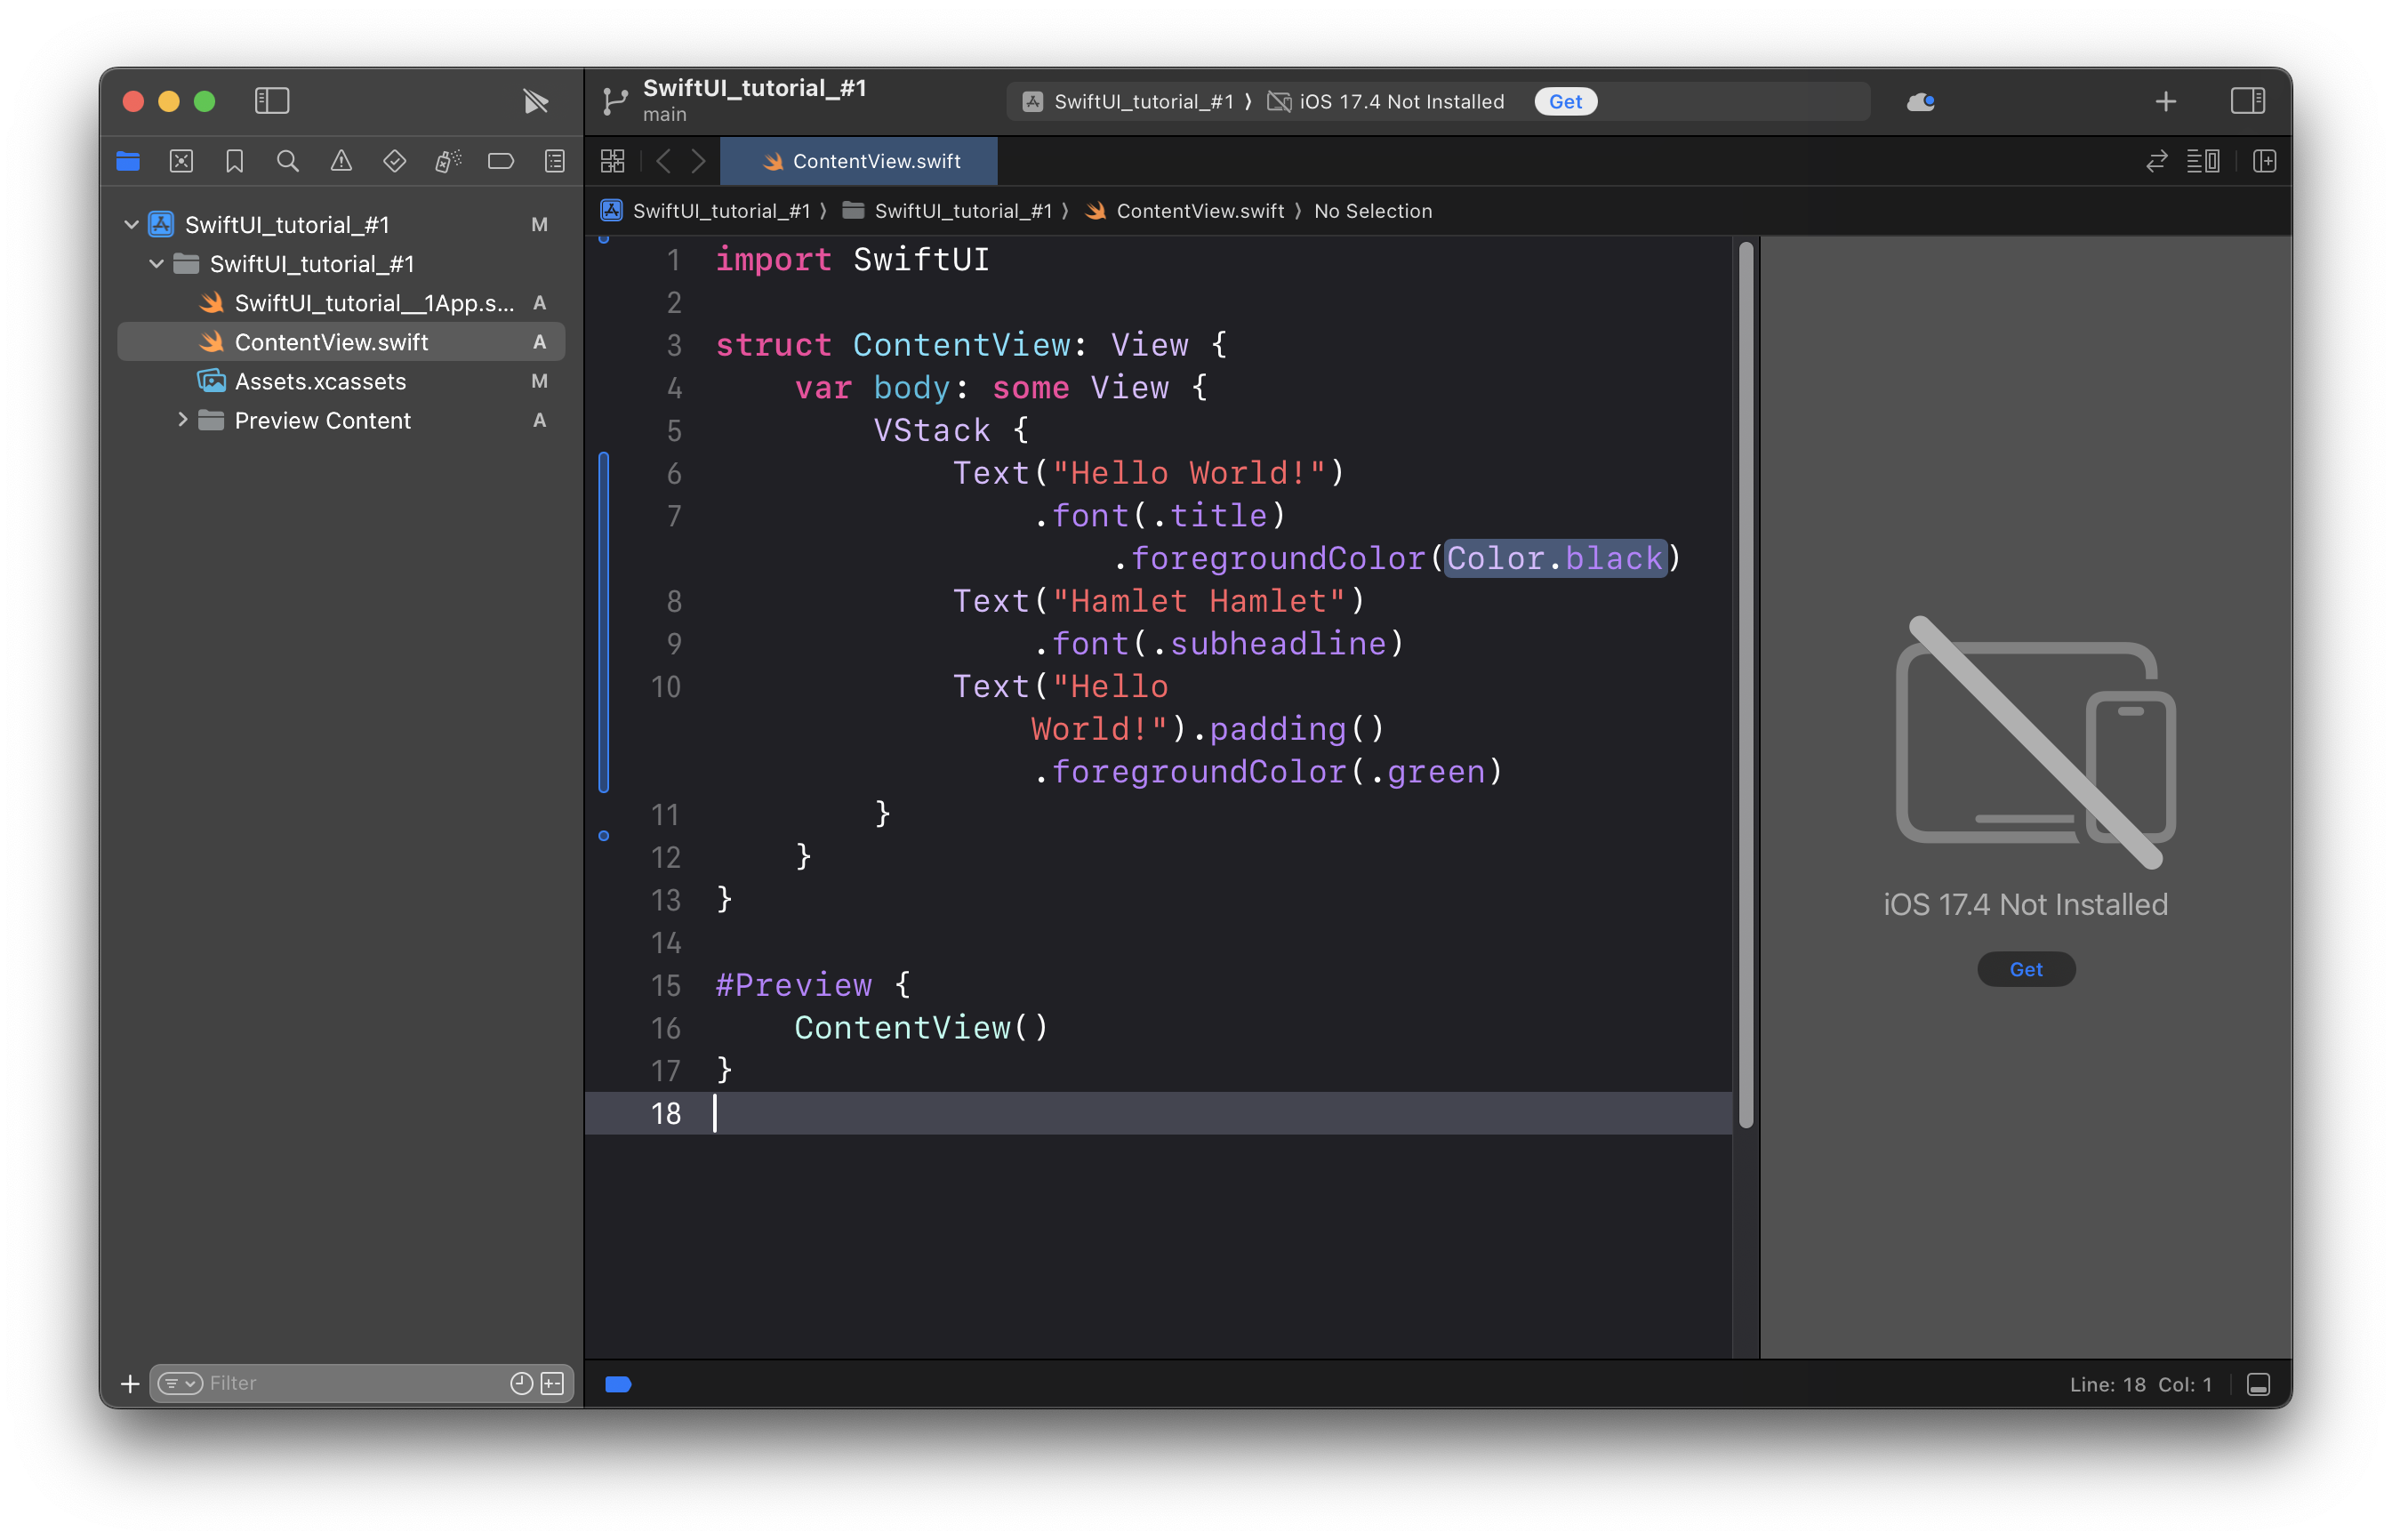 SwiftUI_tutorial_#1
main
SwiftUI_tutorial_#1 ⟩ iOS 17.4 Not Installed Get
ContentView.swift
SwiftUI_tutorial_#1 ⟩ SwiftUI_tutorial_#1 ⟩ ContentView.swift ⟩ No Selection
SwiftUI_tutorial_#1 M
SwiftUI_tutorial_#1
SwiftUI_tutorial__1App.s... A
ContentView.swift A
Assets.xcassets M
Preview Content A
1 import SwiftUI
2
3 struct ContentView: View {
4 var body: some View {
5 VStack {
6 Text("Hello World!")
7 .font(.title)
.foregroundColor(Color.black)
8 Text("Hamlet Hamlet")
9 .font(.subheadline)
10 Text("Hello
World!").padding()
.foregroundColor(.green)
11 }
12 }
13 }
14
15 #Preview {
16 ContentView()
17 }
18
iOS 17.4 Not Installed
Get
Filter
Line: 18 Col: 1